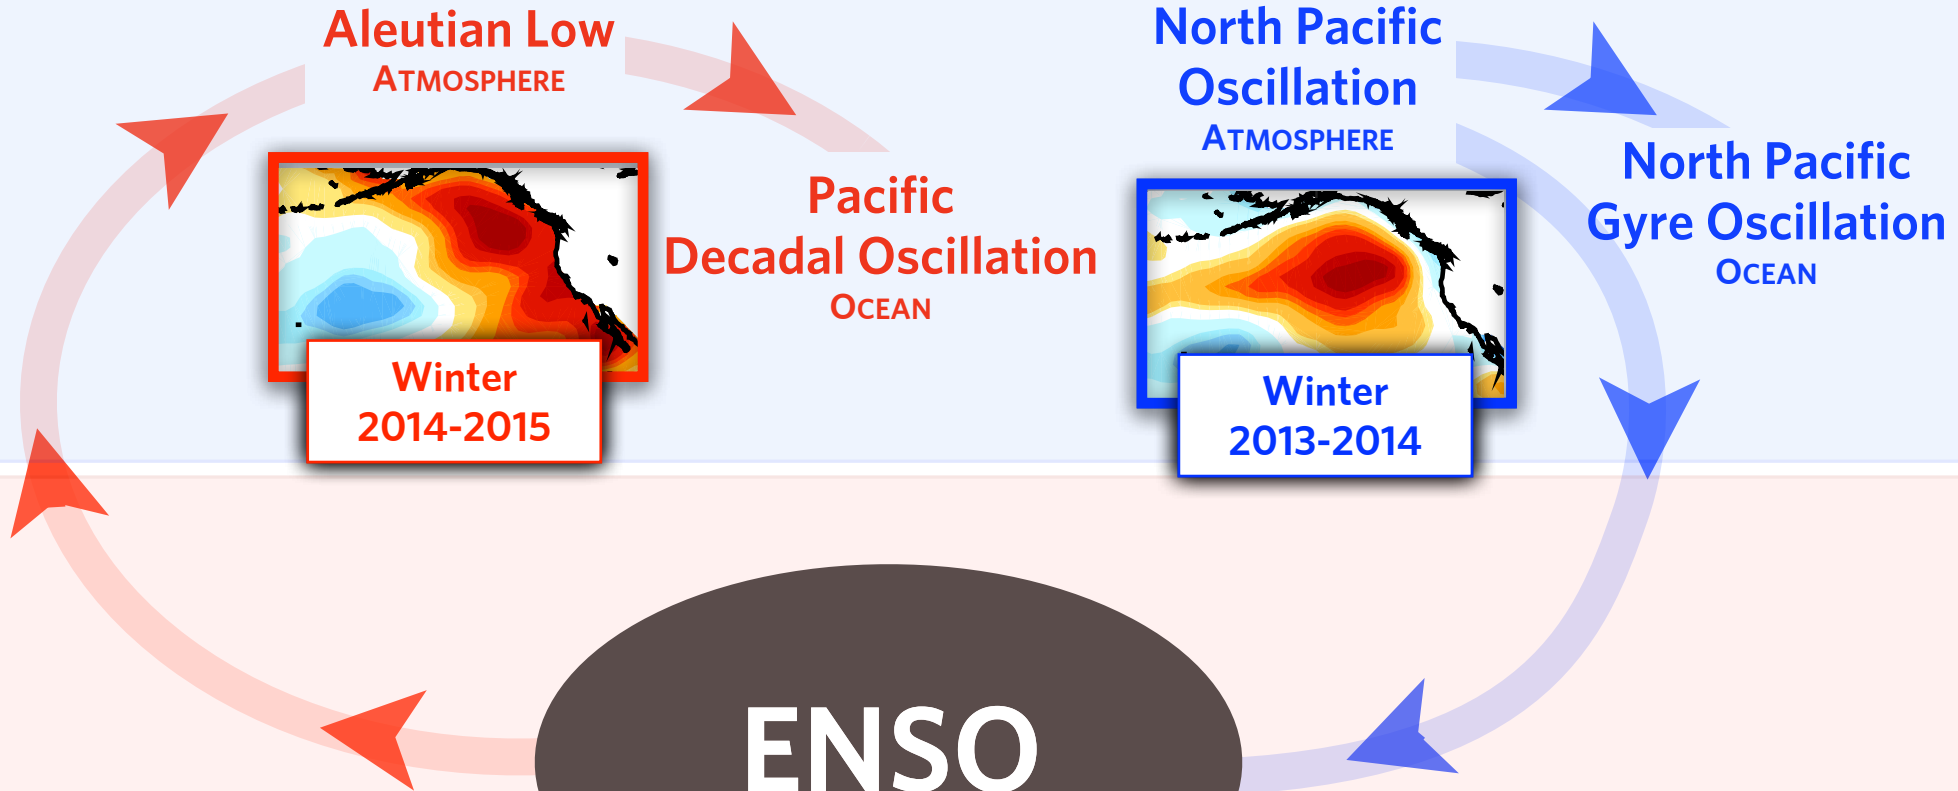 Aleutian Low
ATMOSPHERE
Pacific
Decadal Oscillation
OCEAN
Winter
2014-2015
North Pacific
Oscillation
ATMOSPHERE
North Pacific
Gyre Oscillation
OCEAN
Winter
2013-2014
ENSO